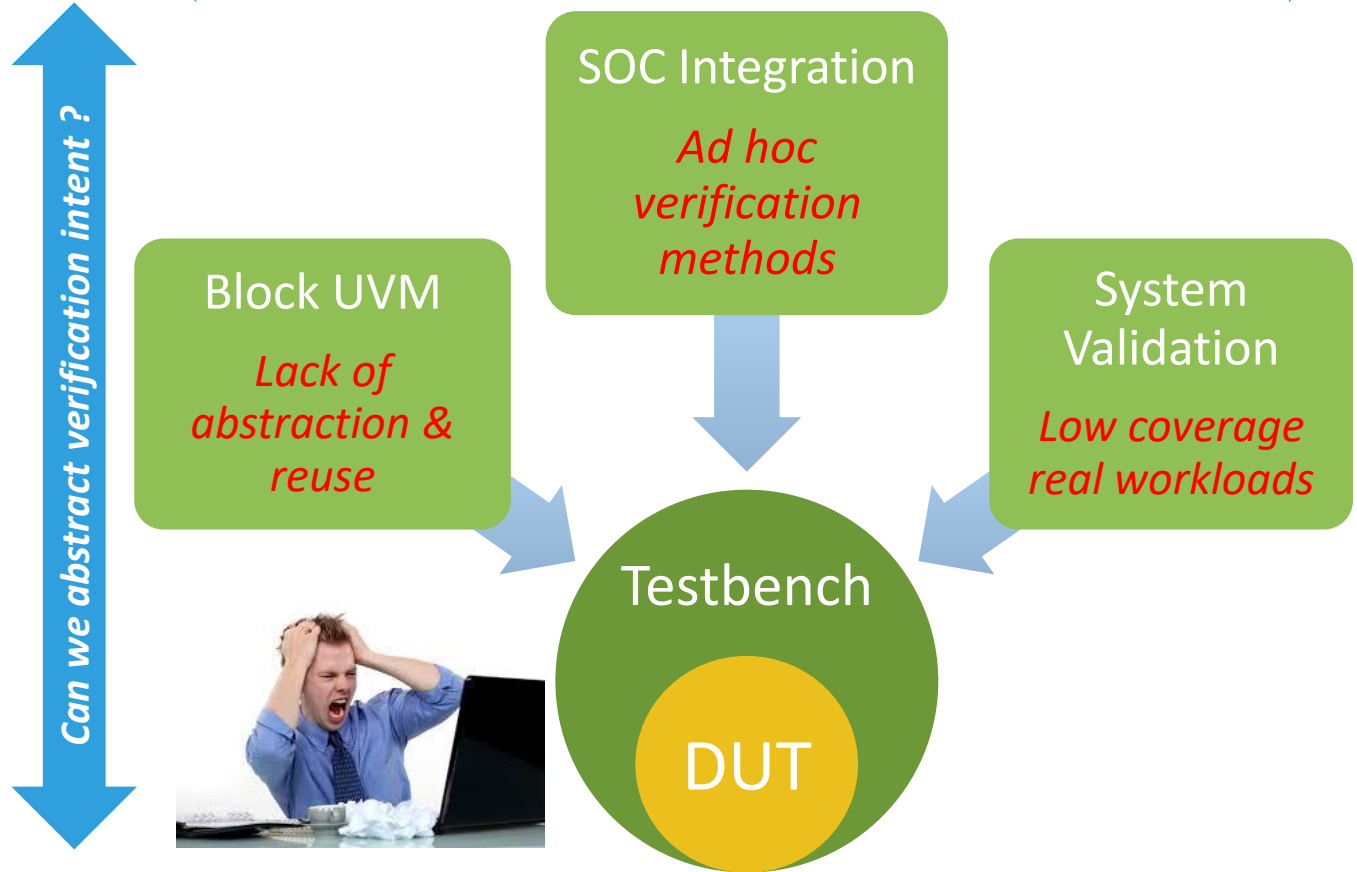 Can we abstract verification intent ?
SOC Integration
Ad hoc
verification
methods
Block UVM
Lack of
abstraction &
reuse
System
Validation
Low coverage
real workloads
Testbench
DUT